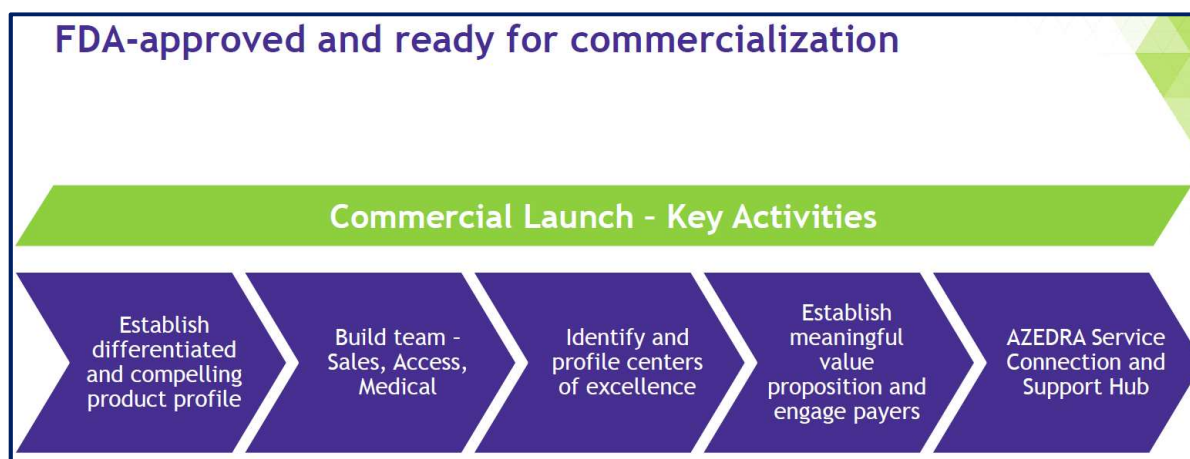 FDA-approved and ready for commercialization
Commercial Launch – Key Activities
Establish
differentiated
and compelling
product profile
Build team –
Sales, Access,
Medical
Identify and
profile centers
of excellence
Establish
meaningful
value
proposition and
engage payers
AZEDRA Service
Connection and
Support Hub